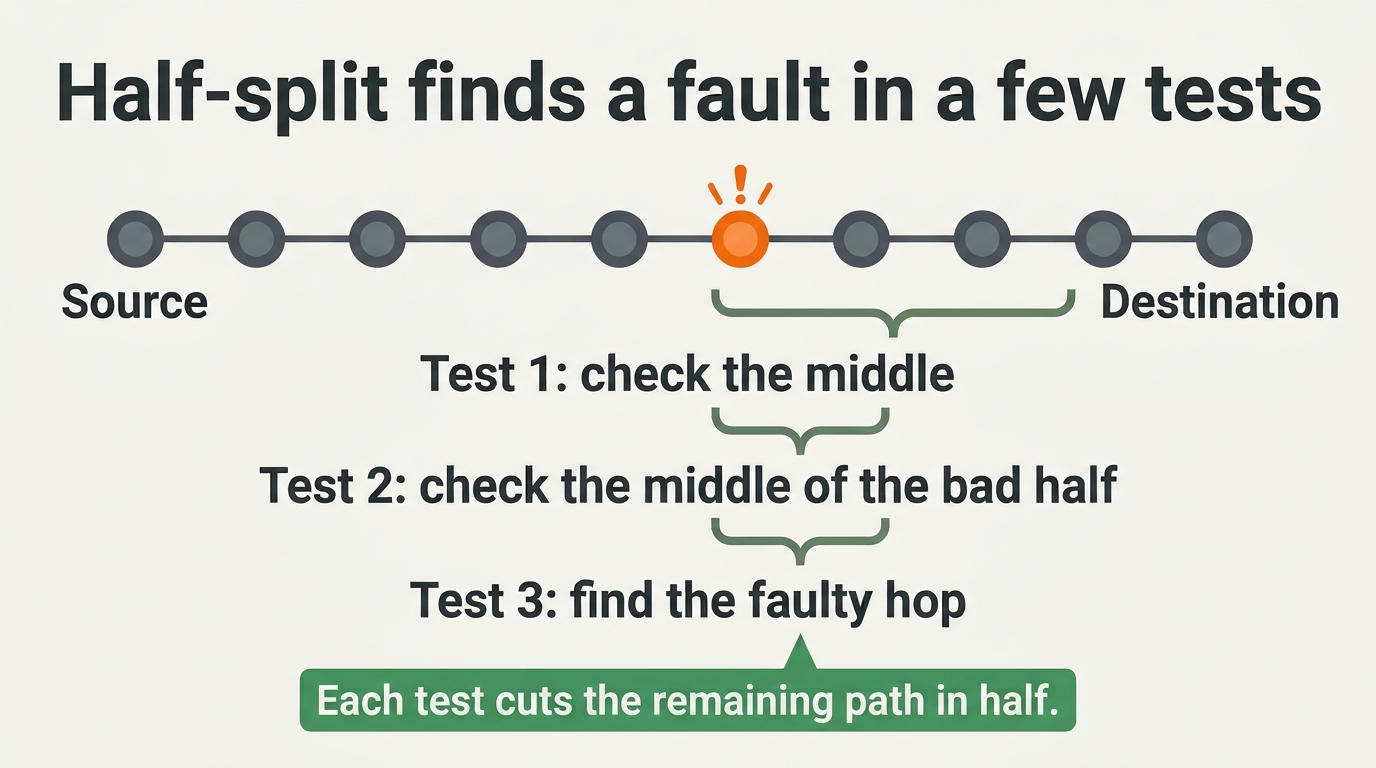 Half-split finds a fault in a few tests
Source
Destination
Test 1: check the middle
Test 2: check the middle of the bad half
Test 3: find the faulty hop
Each test cuts the remaining path in half.